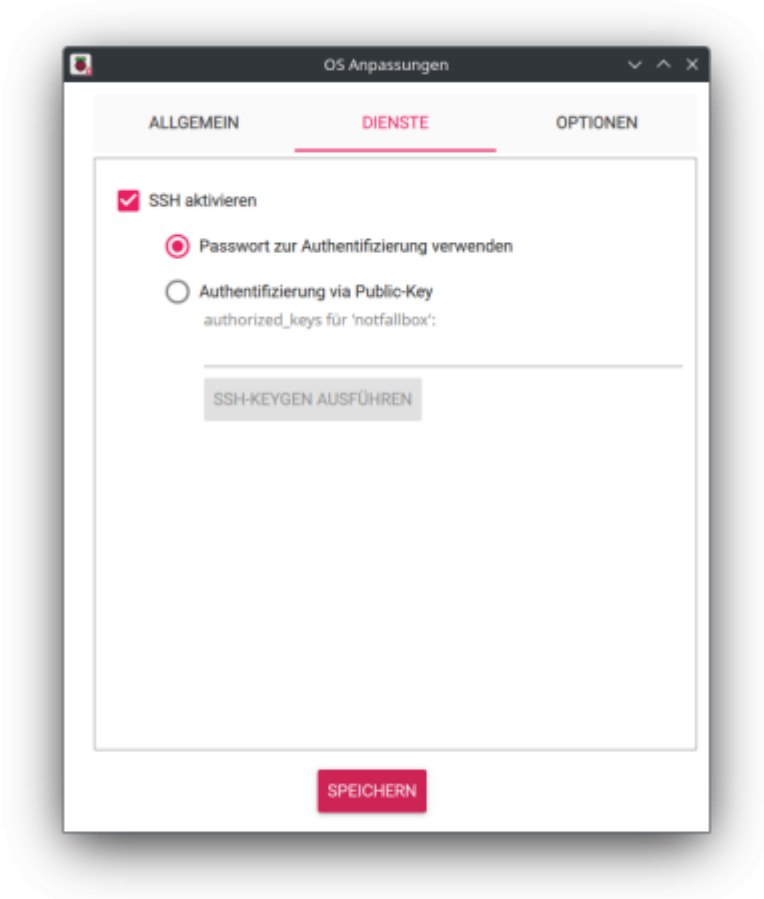 OS Anpassungen
ALLGEMEIN DIENSTE OPTIONEN
SSH aktivieren
Passwort zur Authentifizierung verwenden
Authentifizierung via Public-Key
authorized_keys für 'notfallbox':
SSH-KEYGEN AUSFÜHREN
SPEICHERN